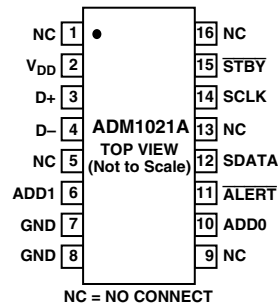 NC 1 16 NC
VDD 2 15 STBY
D+ 3 14 SCLK
D– 4 ADM1021A 13 NC
TOP VIEW
NC 5 (Not to Scale) 12 SDATA
ADD1 6 11 ALERT
GND 7 10 ADD0
GND 8 9 NC
NC = NO CONNECT